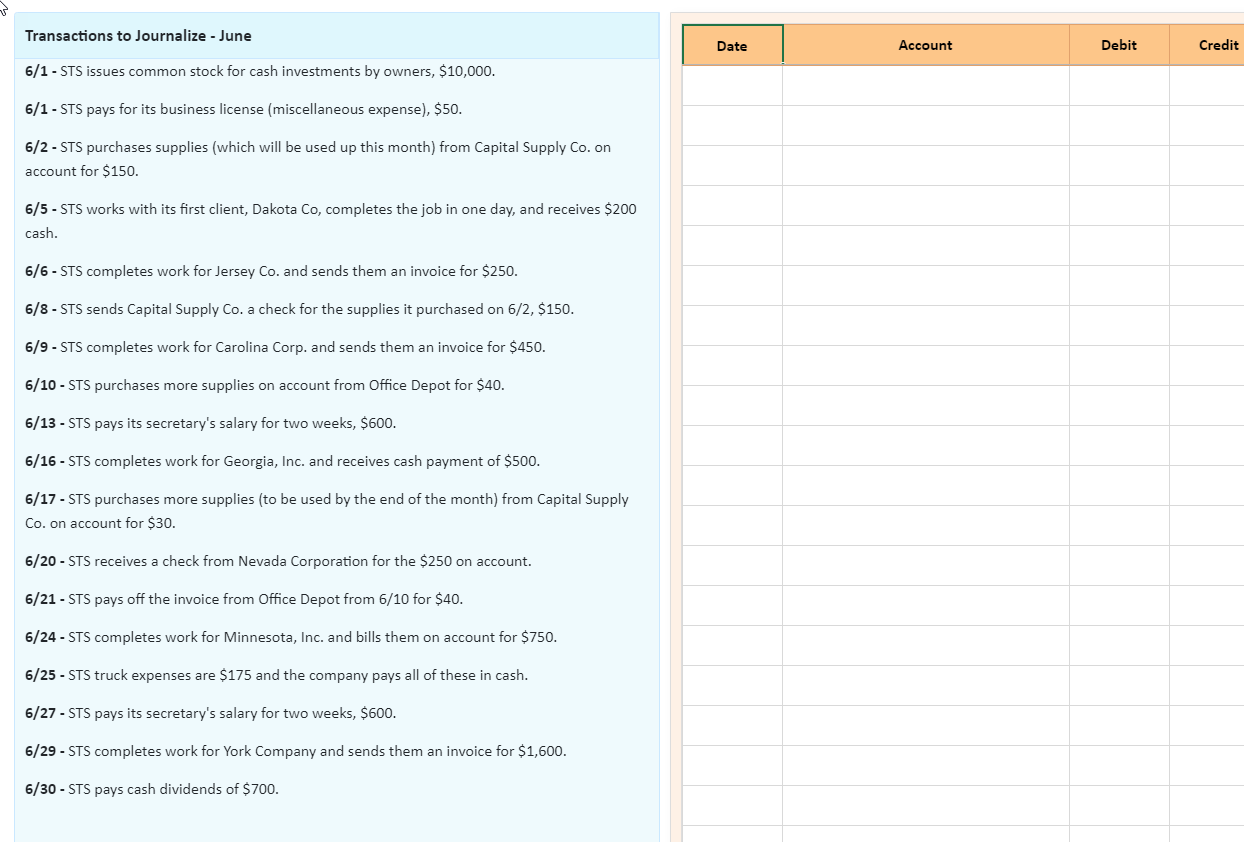 Transactions to Journalize - June
6/1 - STS issues common stock for cash investments by owners, $10,000.
6/1 - STS pays for its business license (miscellaneous expense), $50.
6/2 - STS purchases supplies (which will be used up this month) from Capital Supply Co. on
account for $150.
6/5 - STS works with its first client, Dakota Co, completes the job in one day, and receives $200
cash.
6/6 - STS completes work for Jersey Co. and sends them an invoice for $250.
6/8 - STS sends Capital Supply Co. a check for the supplies it purchased on 6/2, $150.
6/9 - STS completes work for Carolina Corp. and sends them an invoice for $450.
6/10 - STS purchases more supplies on account from Office Depot for $40.
6/13 - STS pays its secretary's salary for two weeks, $600.
6/16 - STS completes work for Georgia, Inc. and receives cash payment of $500.
6/17 - STS purchases more supplies (to be used by the end of the month) from Capital Supply
Co. on account for $30.
6/20 - STS receives a check from Nevada Corporation for the $250 on account.
6/21 - STS pays off the invoice from Office Depot from 6/10 for $40.
6/24 - STS completes work for Minnesota, Inc. and bills them on account for $750.
6/25 - STS truck expenses are $175 and the company pays all of these in cash.
6/27 - STS pays its secretary's salary for two weeks, $600.
6/29 - STS completes work for York Company and sends them an invoice for $1,600.
6/30 - STS pays cash dividends of $700.
Date Account Debit Credit